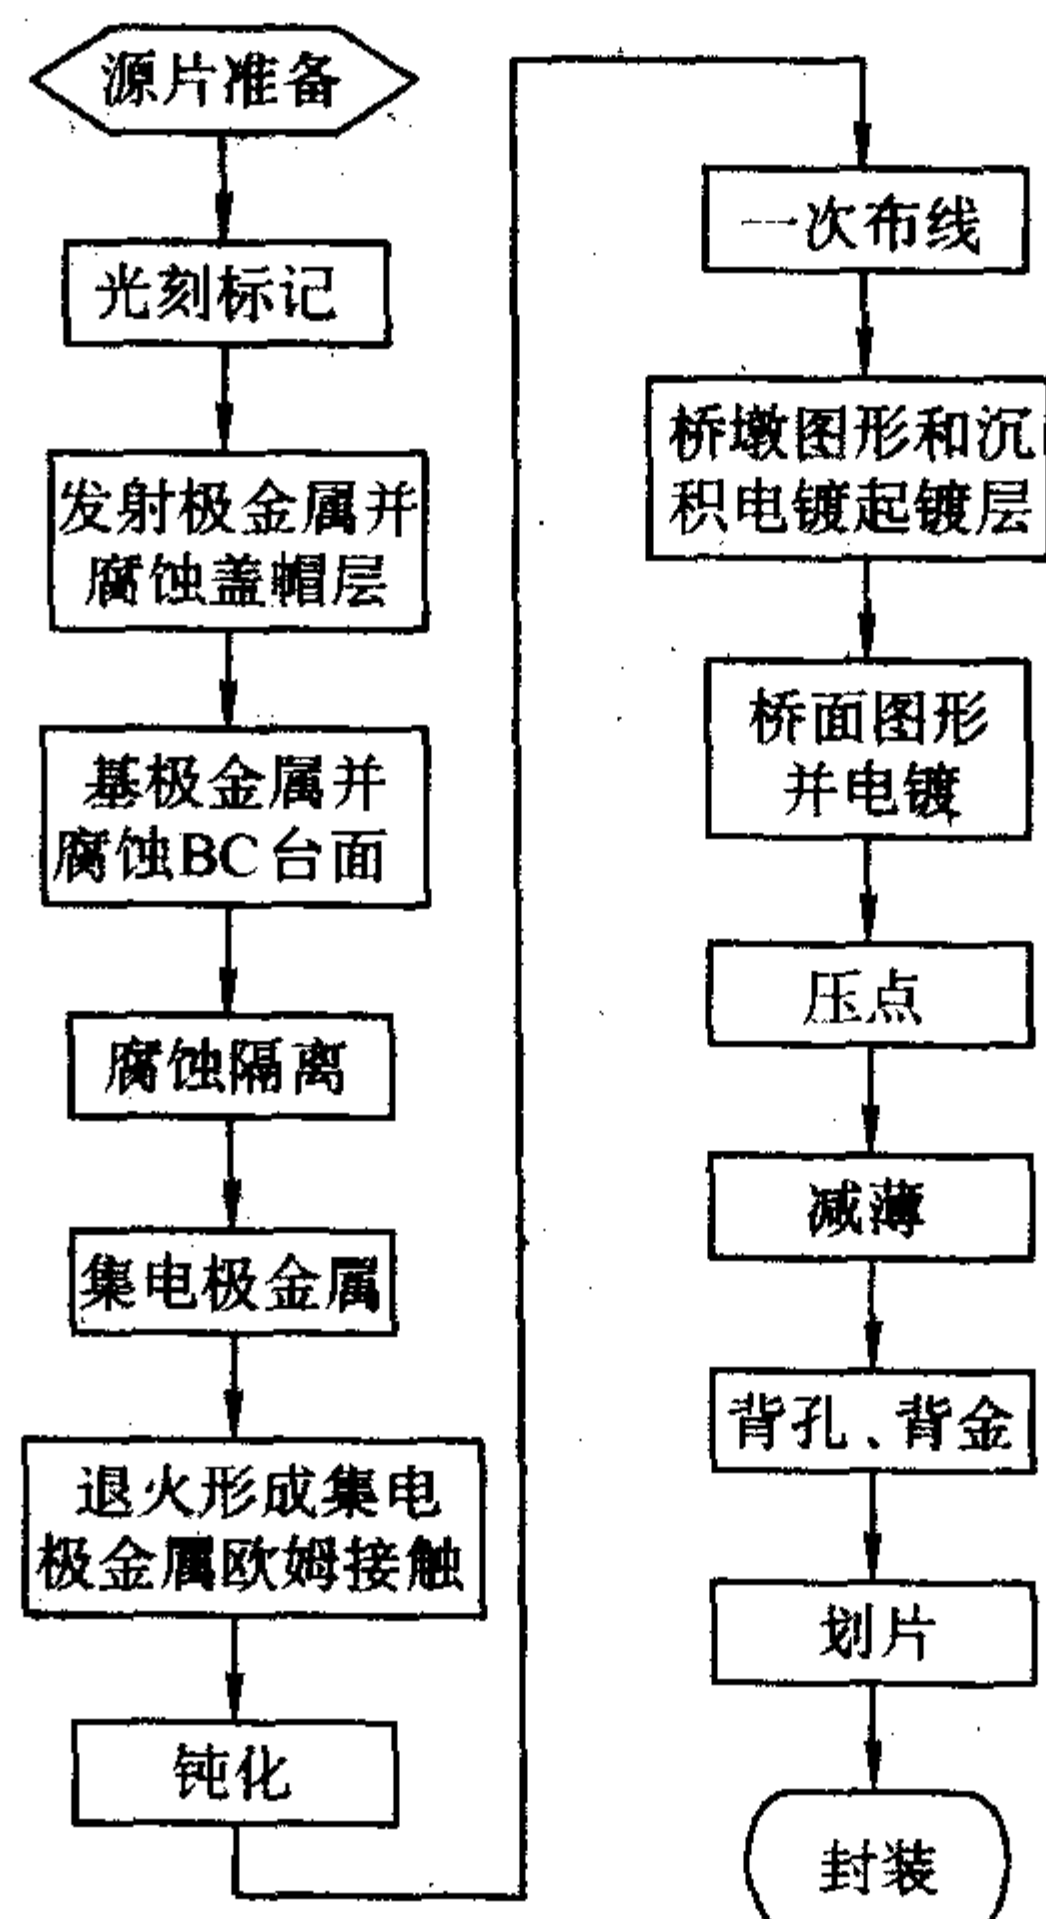 源片准备
光刻标记
发射极金属并
腐蚀盖帽层
基极金属并
腐蚀BC台面
腐蚀隔离
集电极金属
退火形成集电
极金属欧姆接触
钝化
一次布线
桥墩图形和沉
积电镀起镀层
桥面图形
并电镀
压点
减薄
背孔、背金
划片
封装